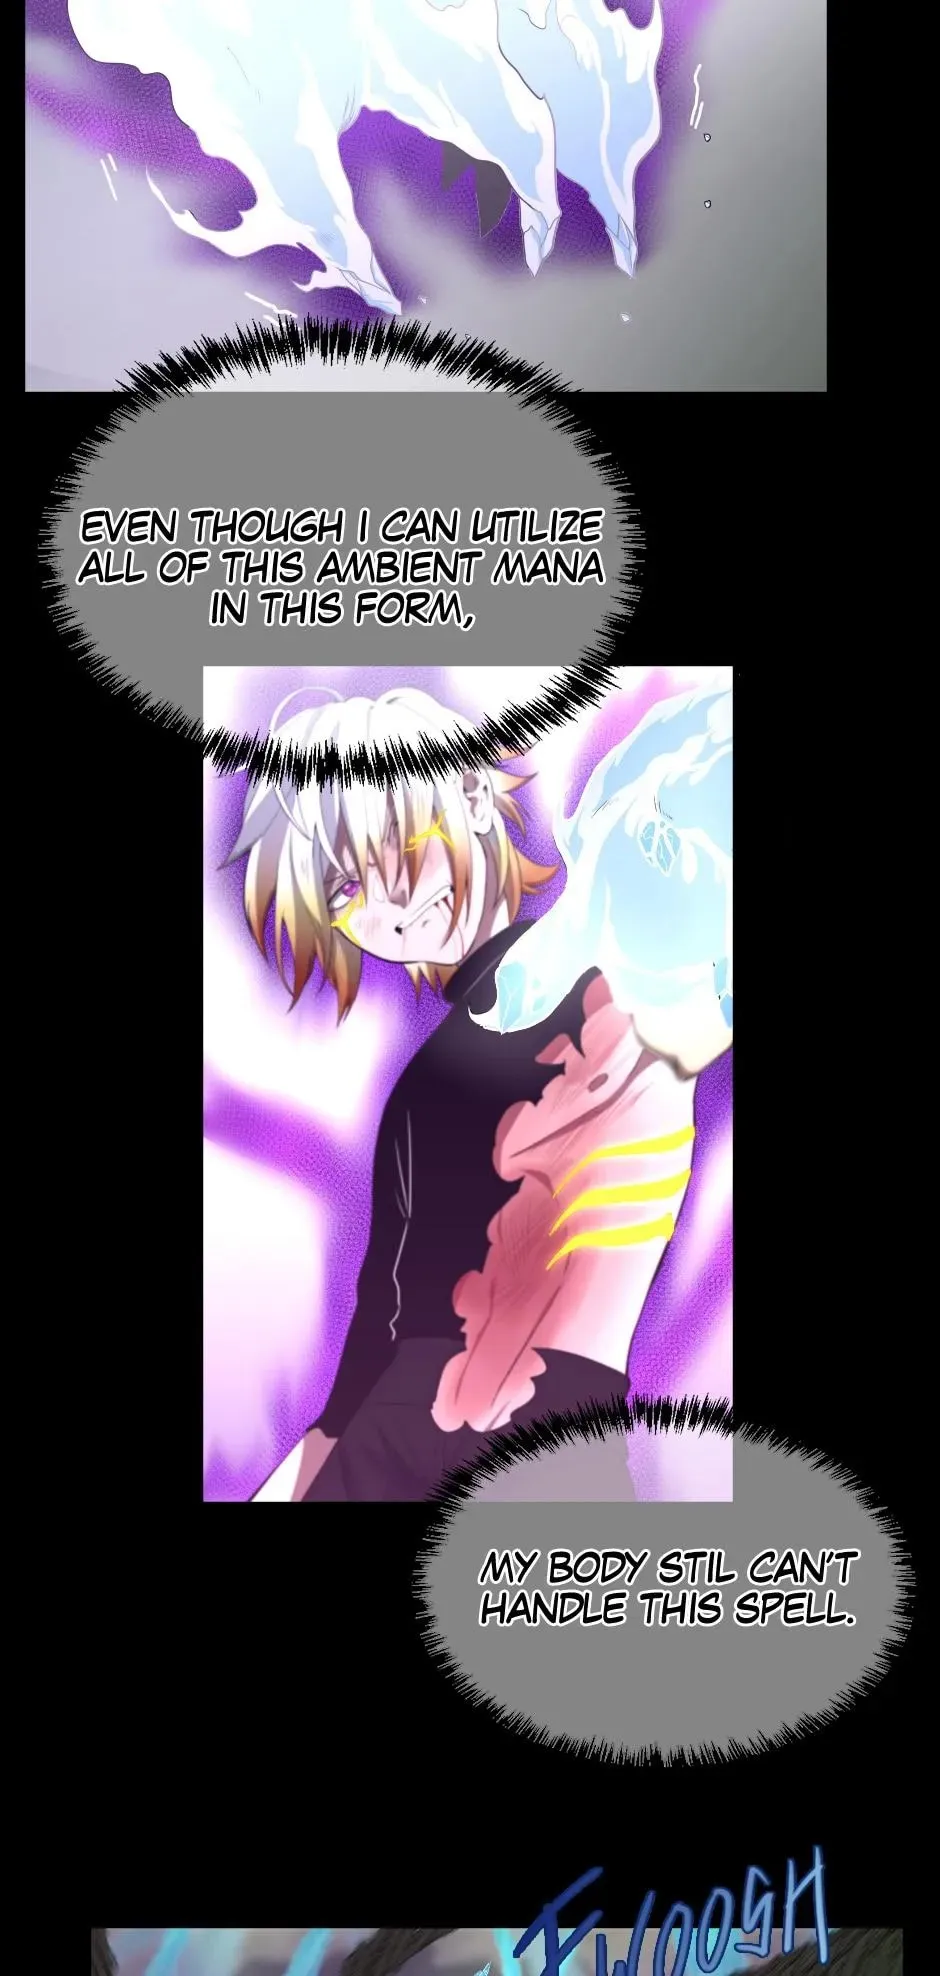 EVEN THOUGH I CAN UTILIZE
ALL OF THIS AMBIENT MANA
IN THIS FORM,
MY BODY STIL CAN'T
HANDLE THIS SPELL.
FWOOSH